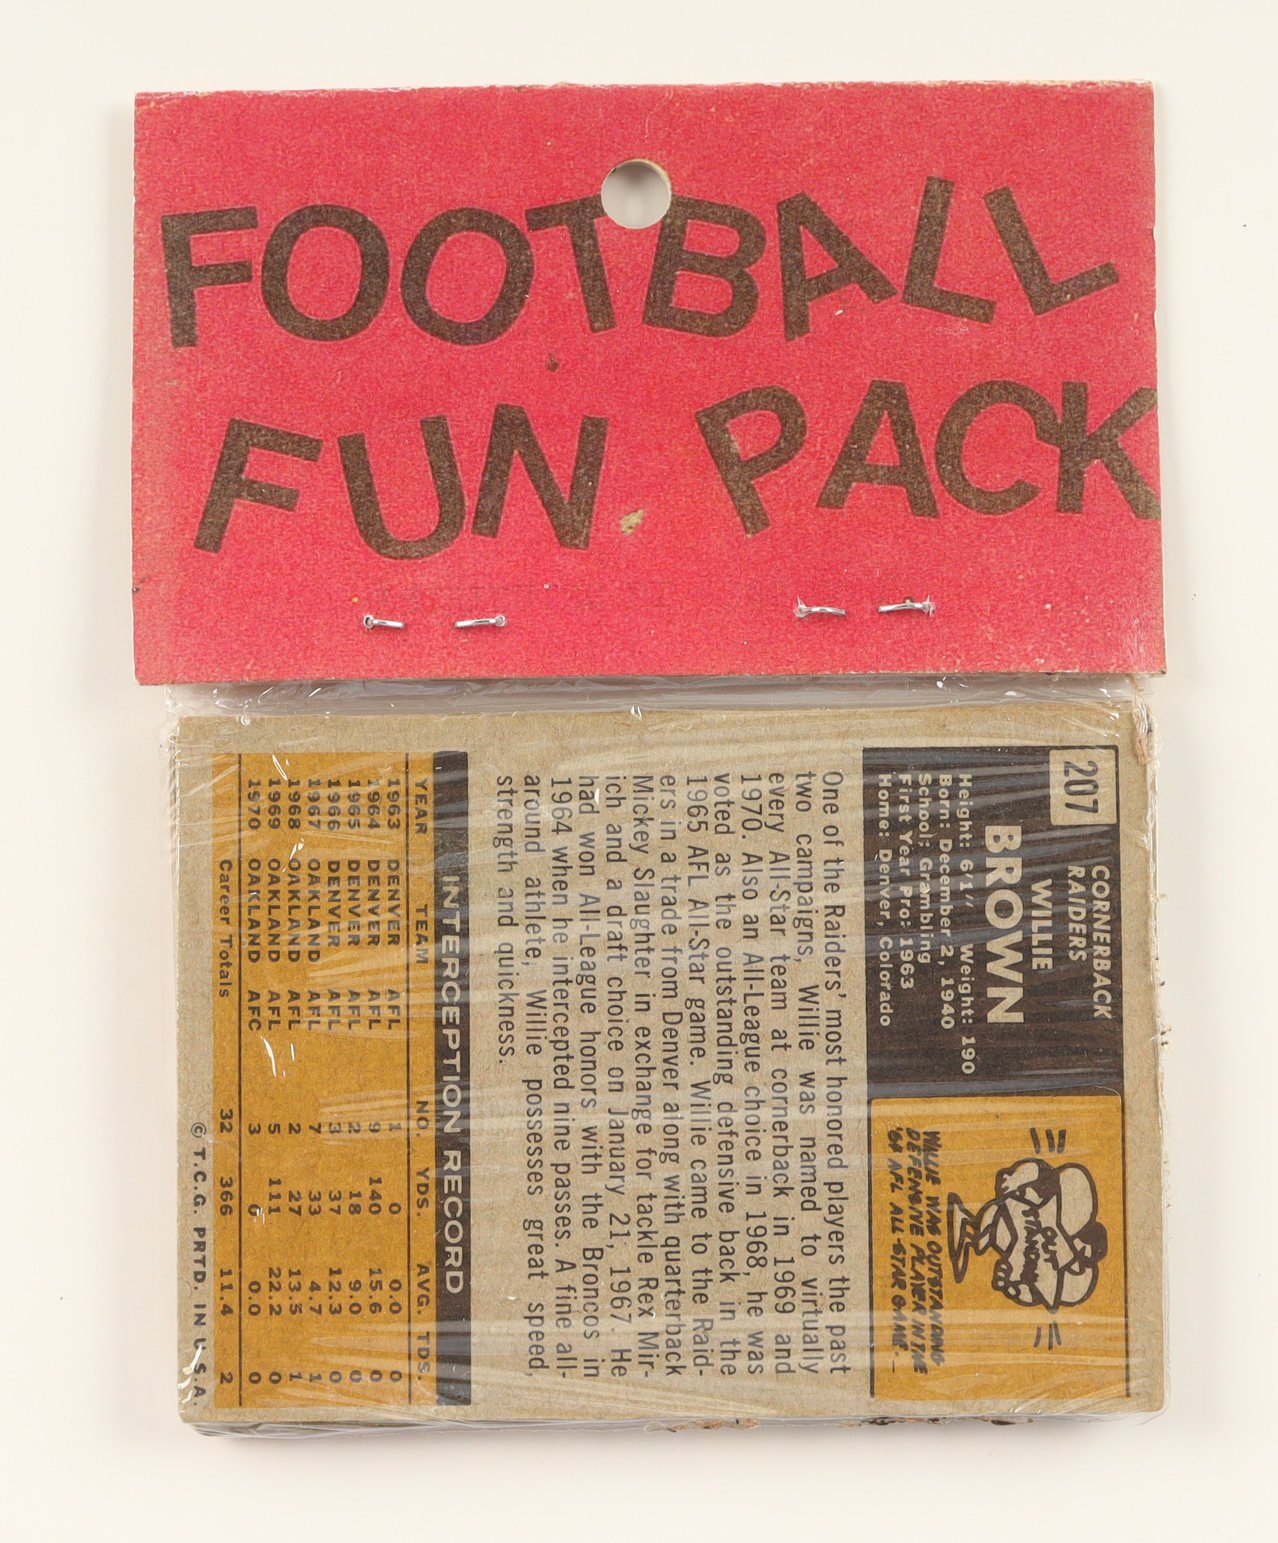 FOOTBALL
FUN PACK
207
CORNERBACK
RAIDERS
WILLIE
BROWN
Height: 6'1" Weight: 190
Born: December 2, 1940
School: Grambling
First Year Pro: 1963
Home: Denver, Colorado
OUT
STANDING
WILLIE WAS OUTSTANDING
DEFENSIVE PLAYER IN THE
'64 AFL ALL-STAR GAME.
One of the Raiders' most honored players the past
two campaigns, Willie was named to virtually
every All-Star team at cornerback in 1969 and
1970. Also an All-League choice in 1968, he was
voted as the outstanding defensive back in the
1965 AFL All-Star game. Willie came to the Raid-
ers in a trade from Denver along with quarterback
Mickey Slaughter in exchange for tackle Rex Mir-
ich and a draft choice on January 21, 1967. He
had won All-League honors with the Broncos in
1964 when he intercepted nine passes. A fine all-
around athlete, Willie possesses great speed,
strength and quickness.
INTERCEPTION RECORD
YEAR TEAM NO. YDS. AVG. TDS.
1963 DENVER AFL 1 0 0.0 0
1964 DENVER AFL 9 140 15.6 0
1965 DENVER AFL 2 18 9.0 0
1966 DENVER AFL 3 37 12.3 0
1967 OAKLAND AFL 7 33 4.7 1
1968 OAKLAND AFL 2 27 13.5 1
1969 OAKLAND AFL 5 111 22.2 0
1970 OAKLAND AFC 3 0 0.0 0
Career Totals 32 366 11.4 2
© T.C.G. PRTD. IN U.S.A.